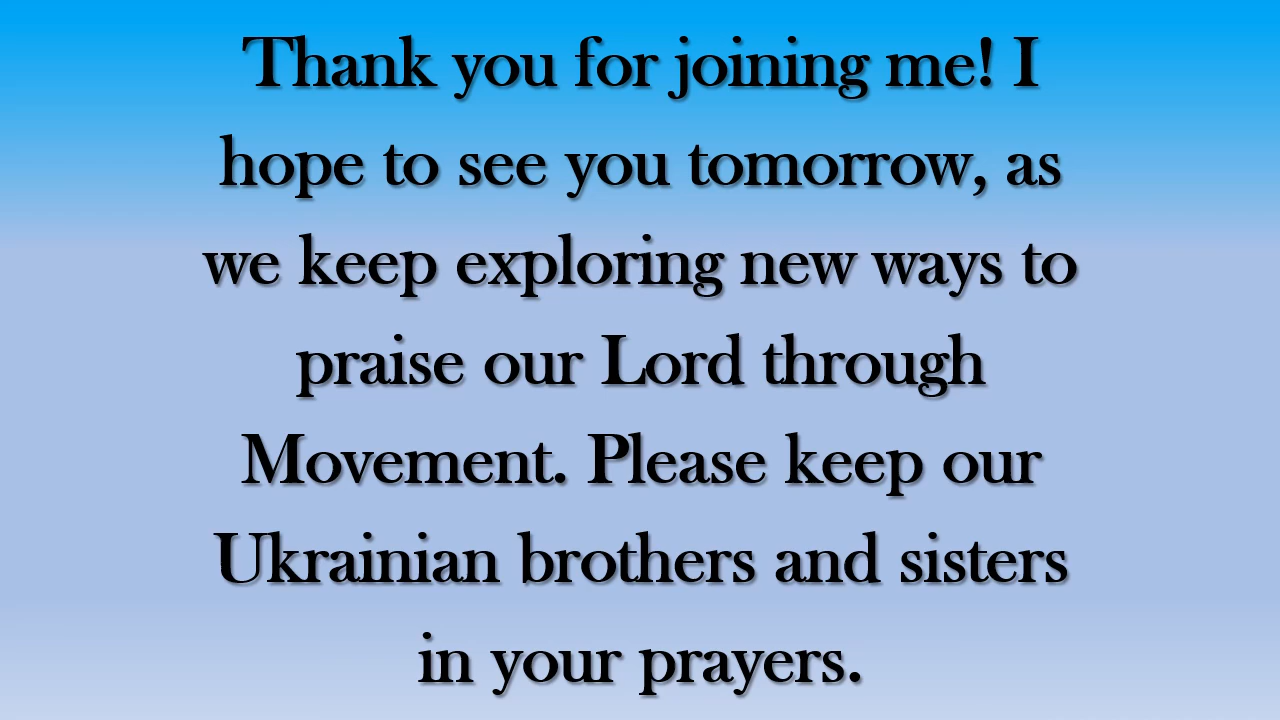 Thank you for joining me! I
hope to see you tomorrow, as
we keep exploring new ways to
praise our Lord through
Movement. Please keep our
Ukrainian brothers and sisters
in your prayers.